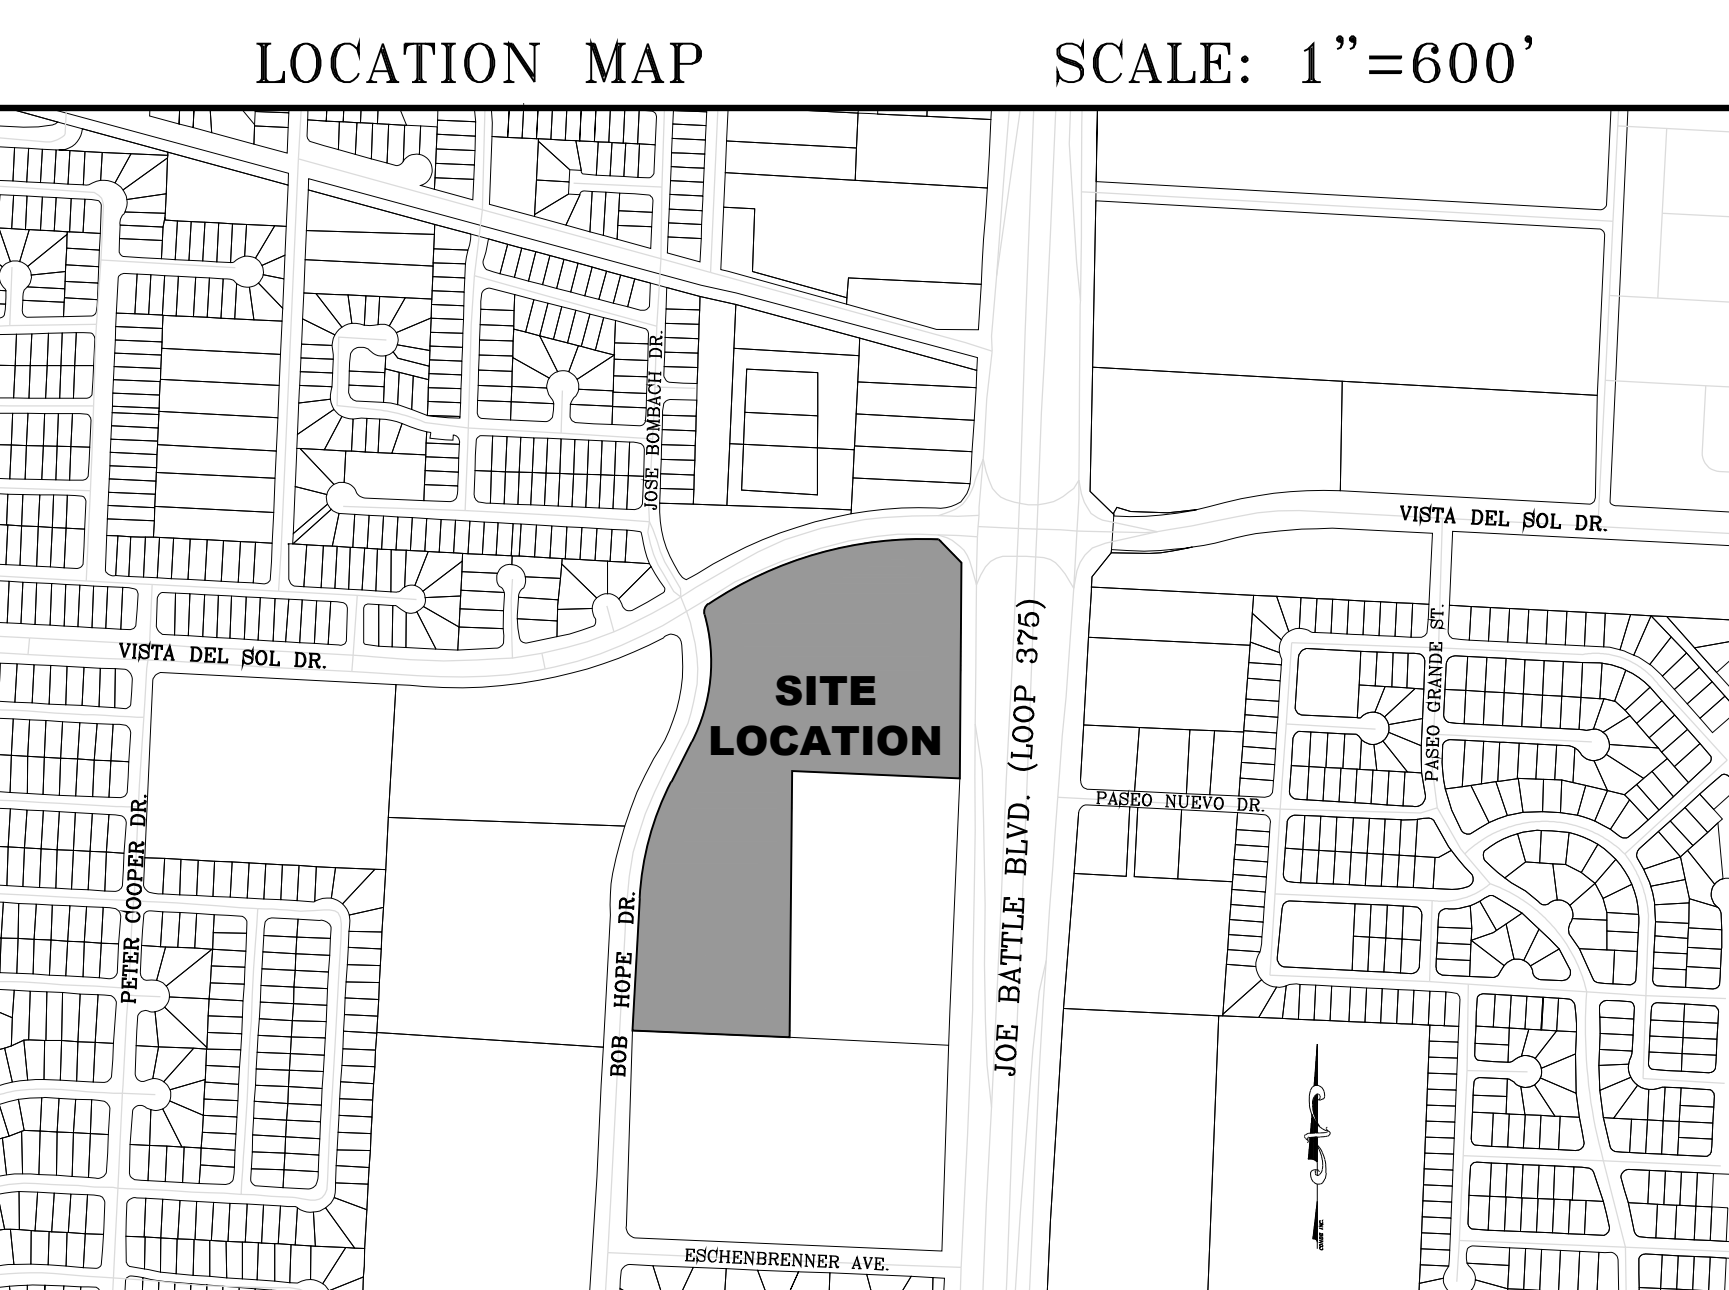 LOCATION MAP
SCALE: 1"=600'
JOSE BOMBACH DR.
VISTA DEL SOL DR.
VISTA DEL SOL DR.
SITE
LOCATION
JOE BATTLE BLVD. (LOOP 375)
PASEO GRANDE ST.
PASEO NUEVO DR.
PETER COOPER DR.
BOB HOPE DR.
ESCHENBRENNER AVE.